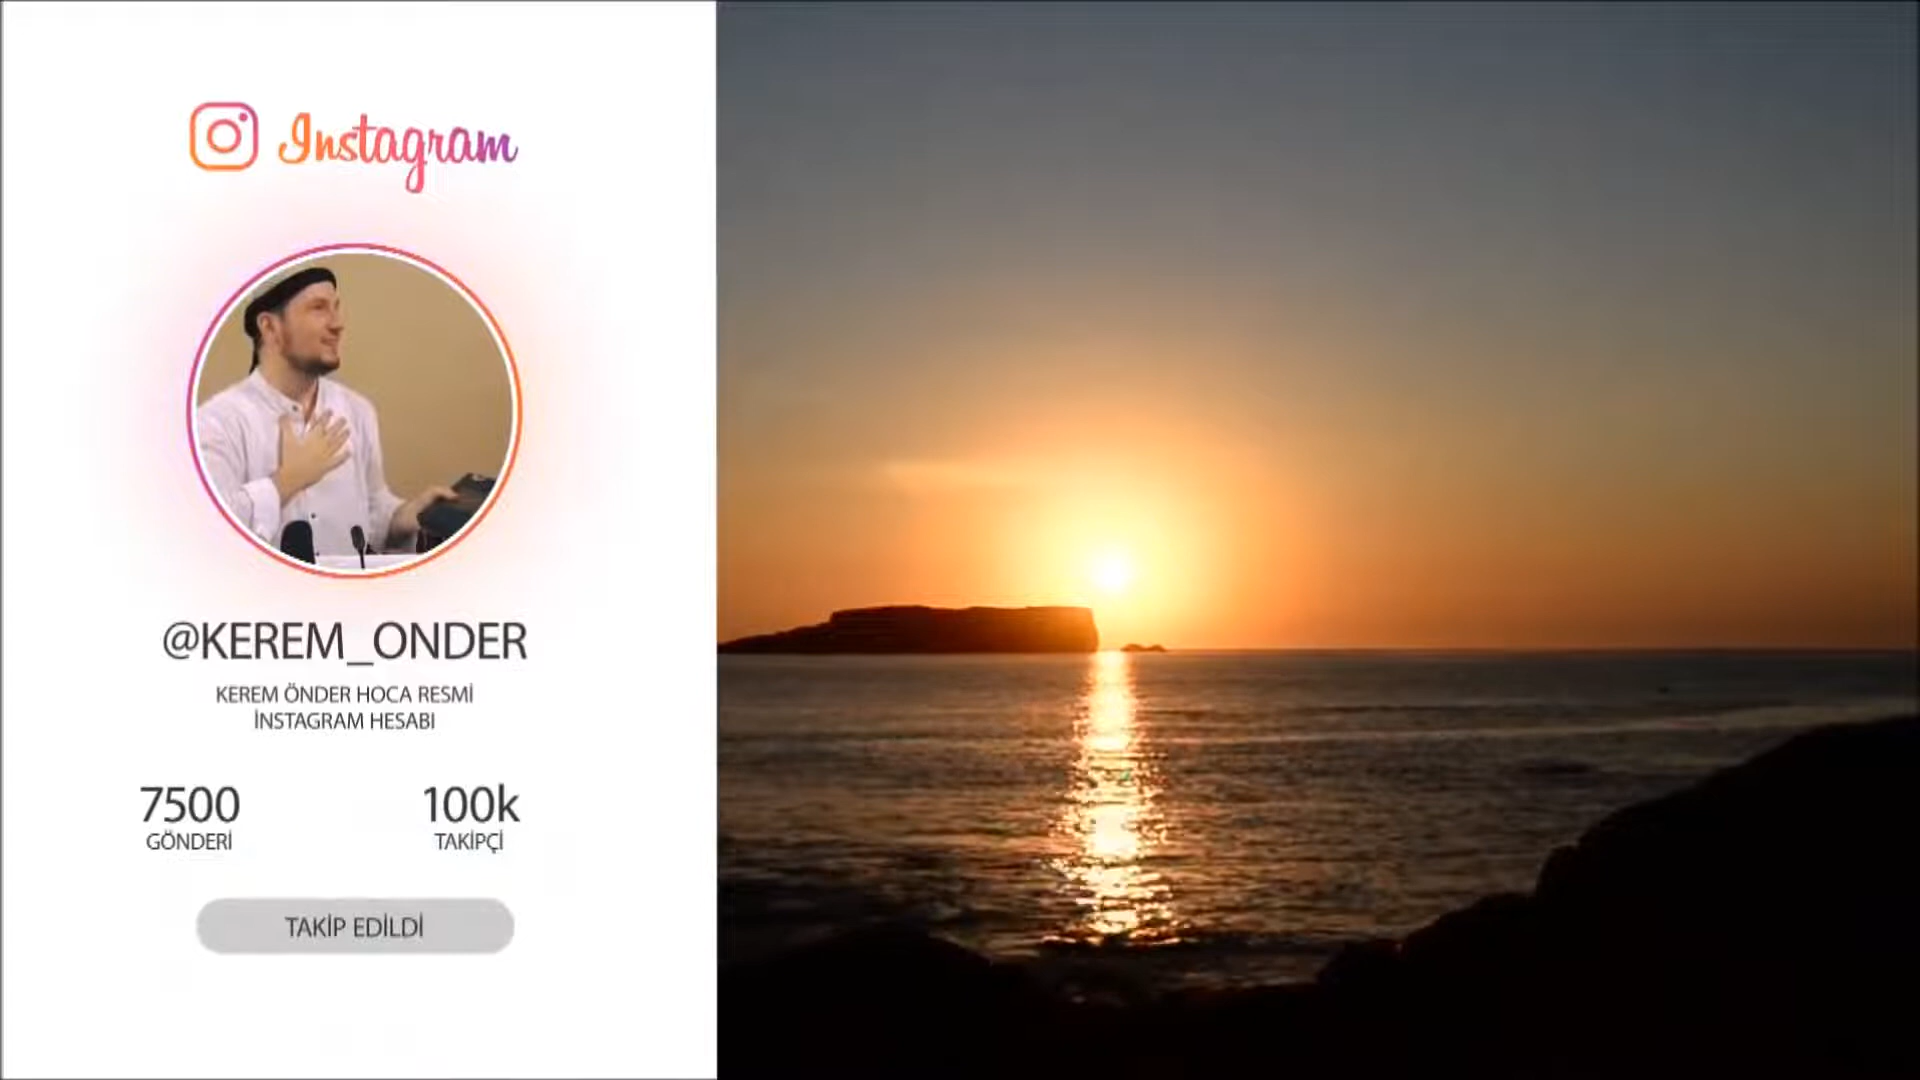 Instagram
@KEREM_ONDER
KEREM ÖNDER HOCA RESMİ
İNSTAGRAM HESABI
7500
GÖNDERİ
100k
TAKİPÇİ
TAKİP EDİLDİ